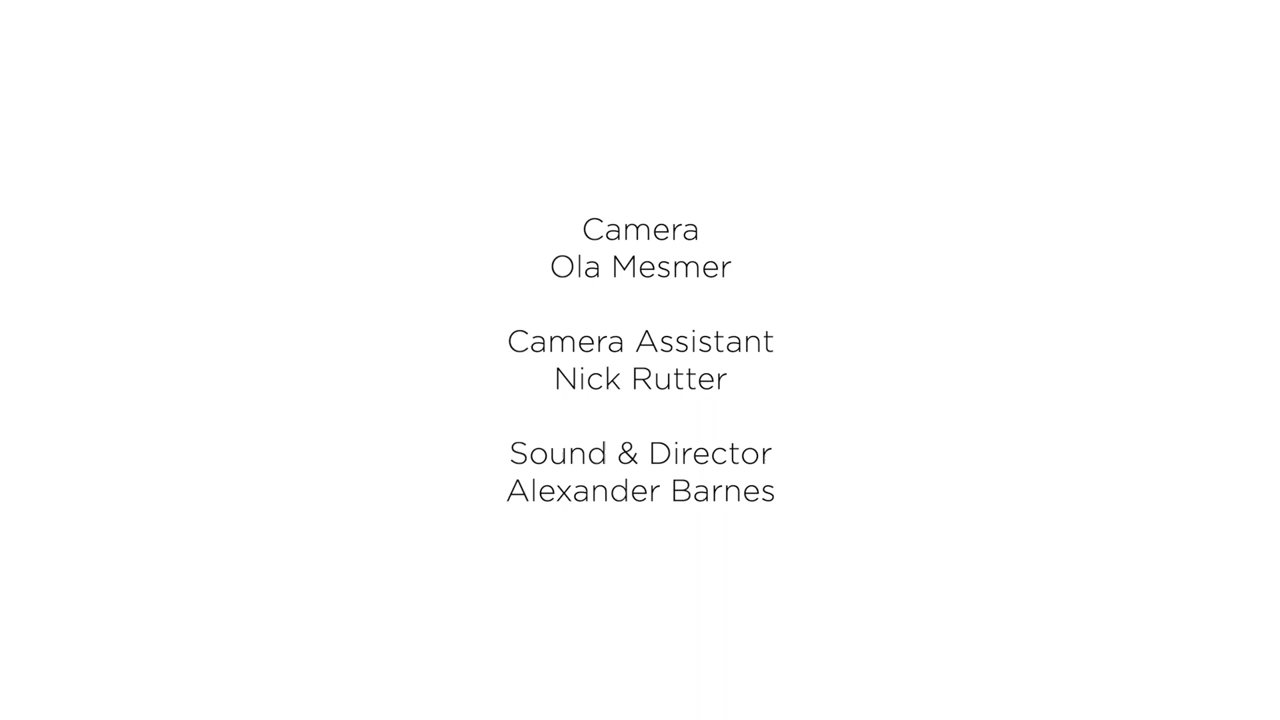 Camera
Ola Mesmer
Camera Assistant
Nick Rutter
Sound & Director
Alexander Barnes